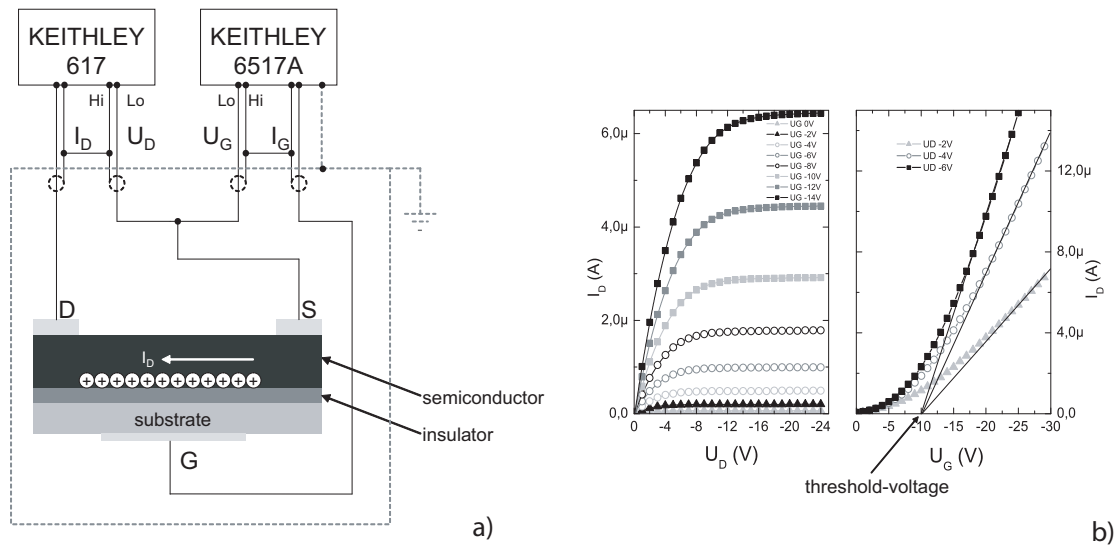 KEITHLEY
617
KEITHLEY
6517A
Hi
Lo
Lo
Hi
I_D
U_D
U_G
I_G
D
S
I_D
+ + + + + + + + + + + +
substrate
G
semiconductor
insulator
a)
6,0µ
4,0µ
2,0µ
0,0
I_D (A)
0 -4 -8 -12 -16 -20 -24
U_D (V)
UG 0V
UG -2V
UG -4V
UG -6V
UG -8V
UG -10V
UG -12V
UG -14V
UD -2V
UD -4V
UD -6V
12,0µ
8,0µ
4,0µ
0,0
I_D (A)
0 -5 -10 -15 -20 -25 -30
U_G (V)
threshold-voltage
b)